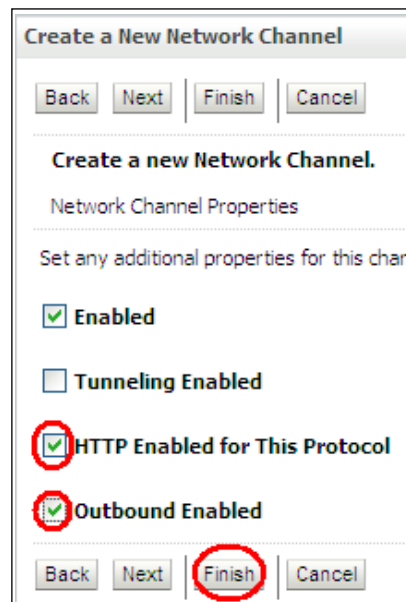 Create a New Network Channel
Back Next Finish Cancel
Create a new Network Channel.
Network Channel Properties
Set any additional properties for this char
Enabled
Tunneling Enabled
HTTP Enabled for This Protocol
Outbound Enabled
Back Next Finish Cancel